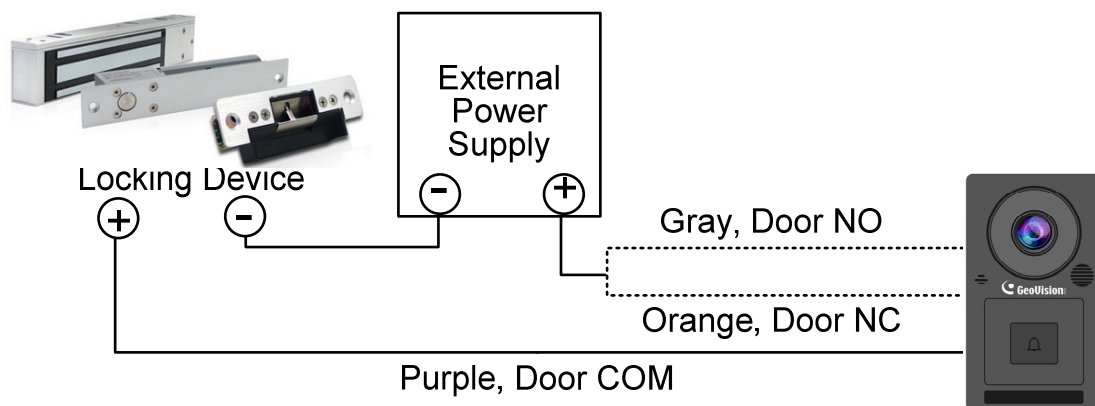 External
Power
Supply
Locking Device
+
-
-
+
Gray, Door NO
GeoVision
Orange, Door NC
Purple, Door COM